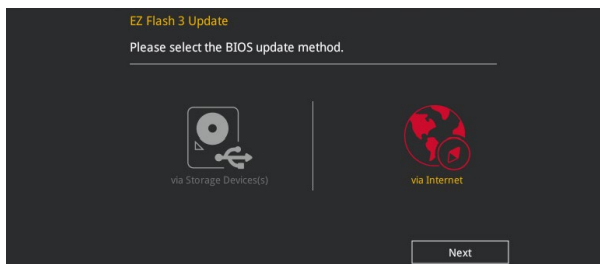 EZ Flash 3 Update
Please select the BIOS update method.
via Storage Devices(s)
via Internet
Next